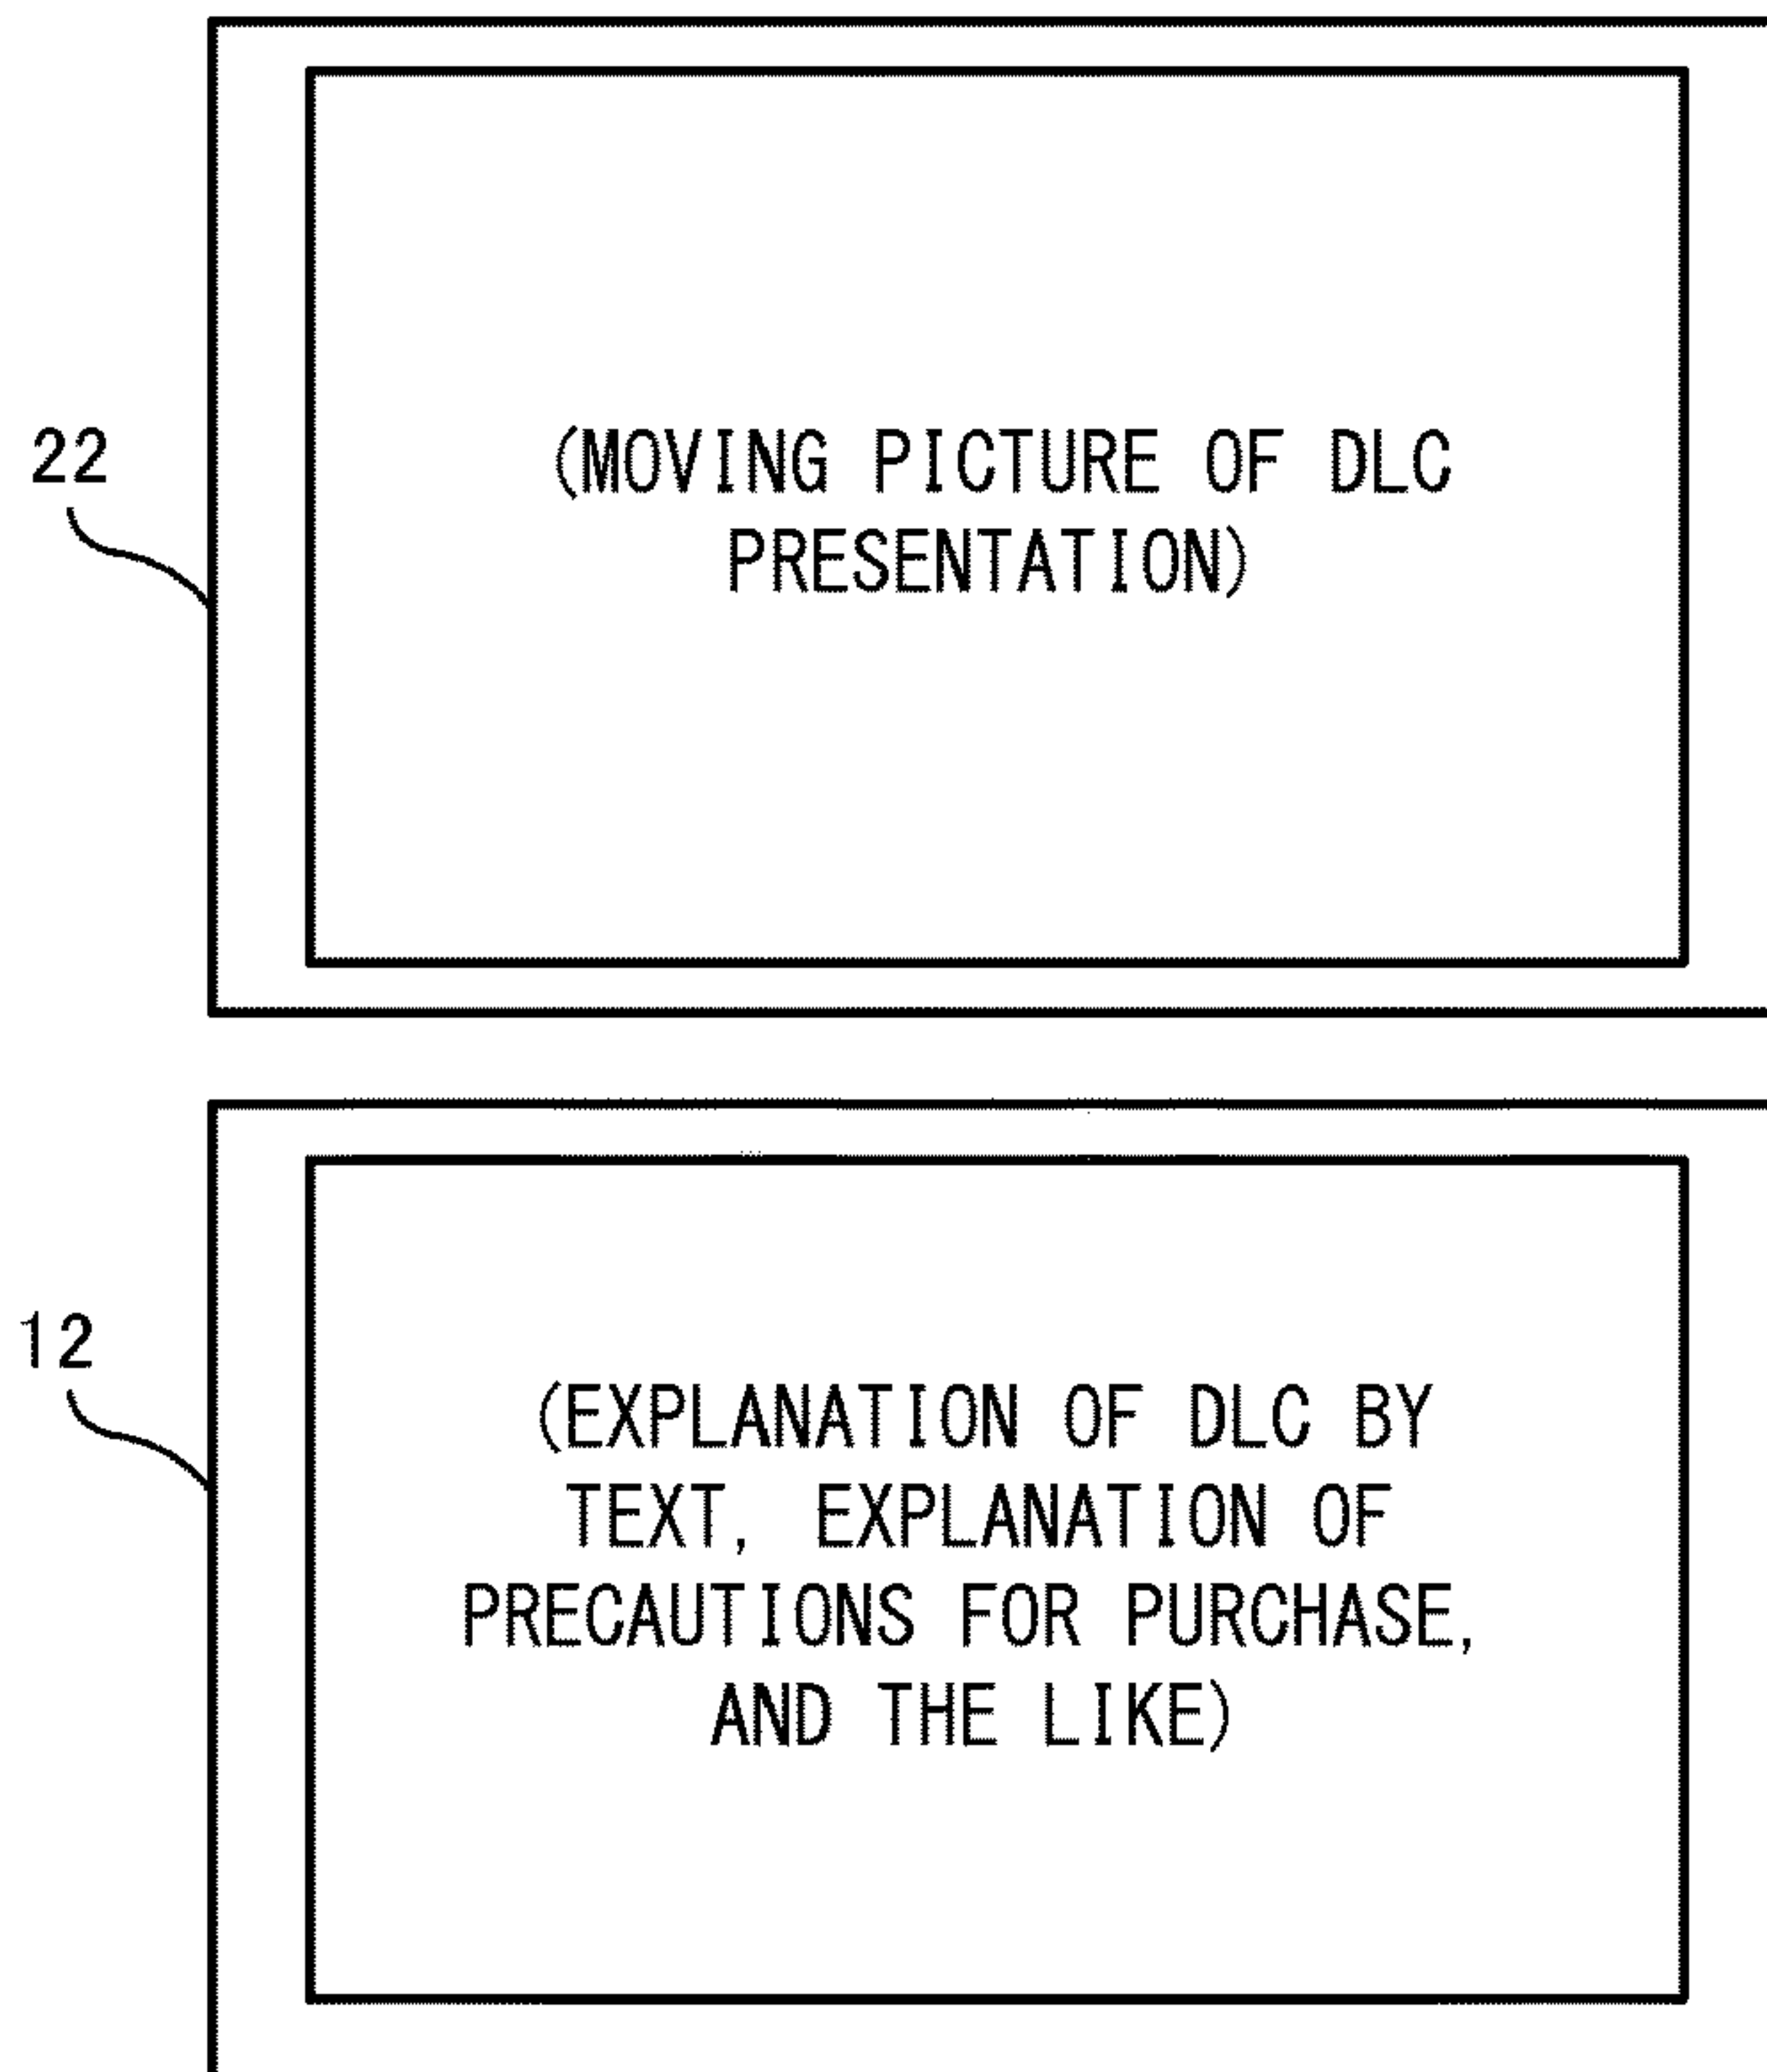 22
(MOVING PICTURE OF DLC
PRESENTATION)
12
(EXPLANATION OF DLC BY
TEXT, EXPLANATION OF
PRECAUTIONS FOR PURCHASE,
AND THE LIKE)